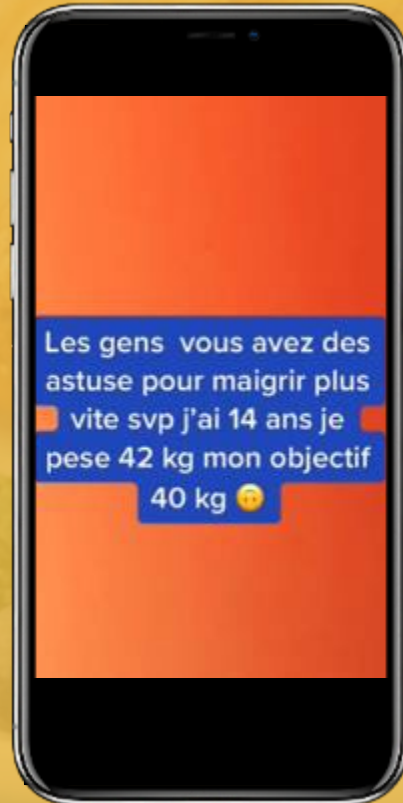 Les gens vous avez des
astuse pour maigrir plus
vite svp j'ai 14 ans je
pese 42 kg mon objectif
40 kg 🙃